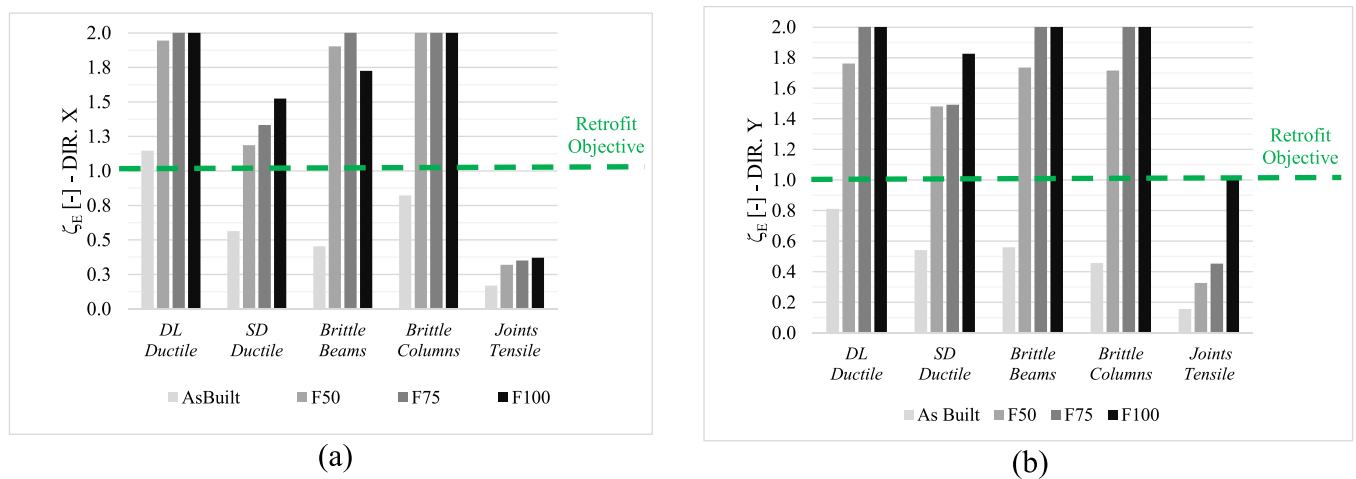 2.0
1.8
1.5
1.3
1.0
0.8
0.5
0.3
0.0
ζE [-] - DIR. X
Retrofit
Objective
DL
Ductile
SD
Ductile
Brittle
Beams
Brittle
Columns
Joints
Tensile
AsBuilt
F50
F75
F100
(a)
2.0
1.8
1.6
1.4
1.2
1.0
0.8
0.6
0.4
0.2
0.0
ζE [-] - DIR. Y
Retrofit
Objective
DL
Ductile
SD
Ductile
Brittle
Beams
Brittle
Columns
Joints
Tensile
As Built
F50
F75
F100
(b)